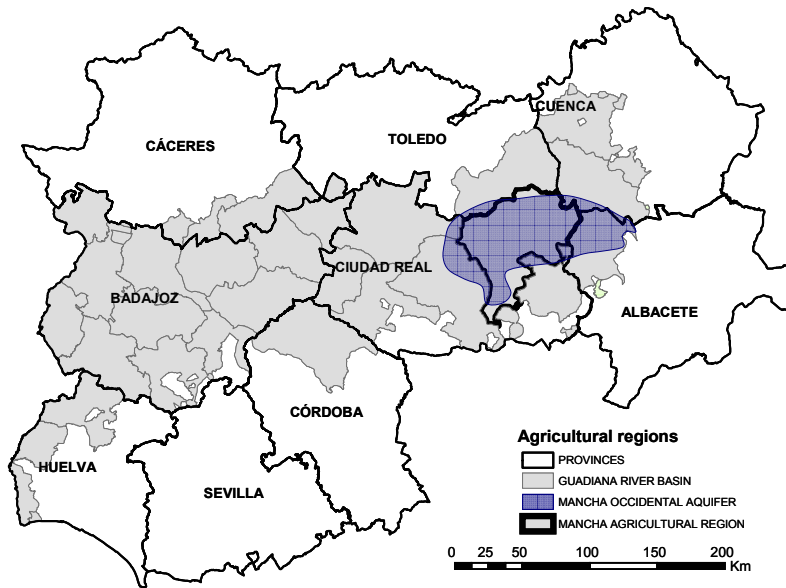 CUENCA
TOLEDO
CÁCERES
CIUDAD REAL
BADAJOZ
ALBACETE
CÓRDOBA
HUELVA
SEVILLA
Agricultural regions
PROVINCES
GUADIANA RIVER BASIN
MANCHA OCCIDENTAL AQUIFER
MANCHA AGRICULTURAL REGION
0 25 50 100 150 200
Km